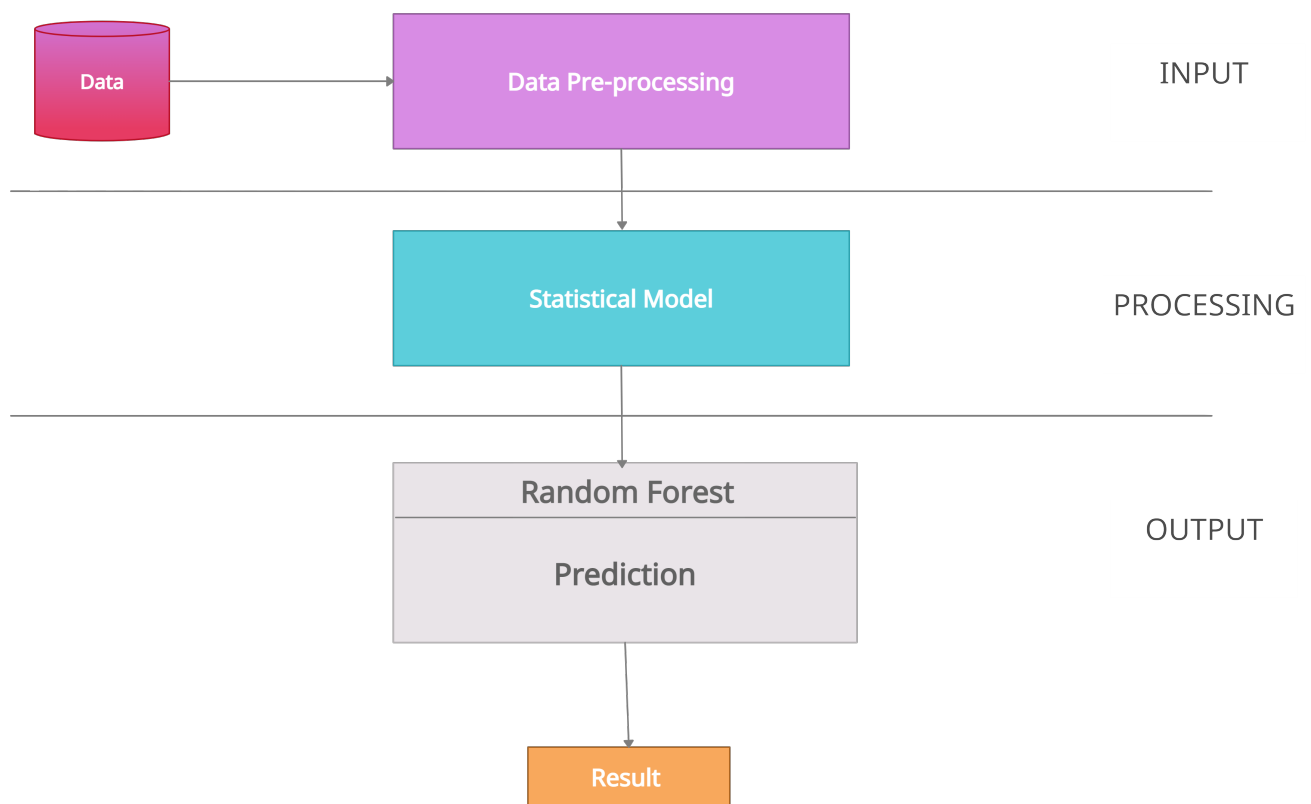 Data
Data Pre-processing
INPUT
Statistical Model
PROCESSING
Random Forest
OUTPUT
Prediction
Result